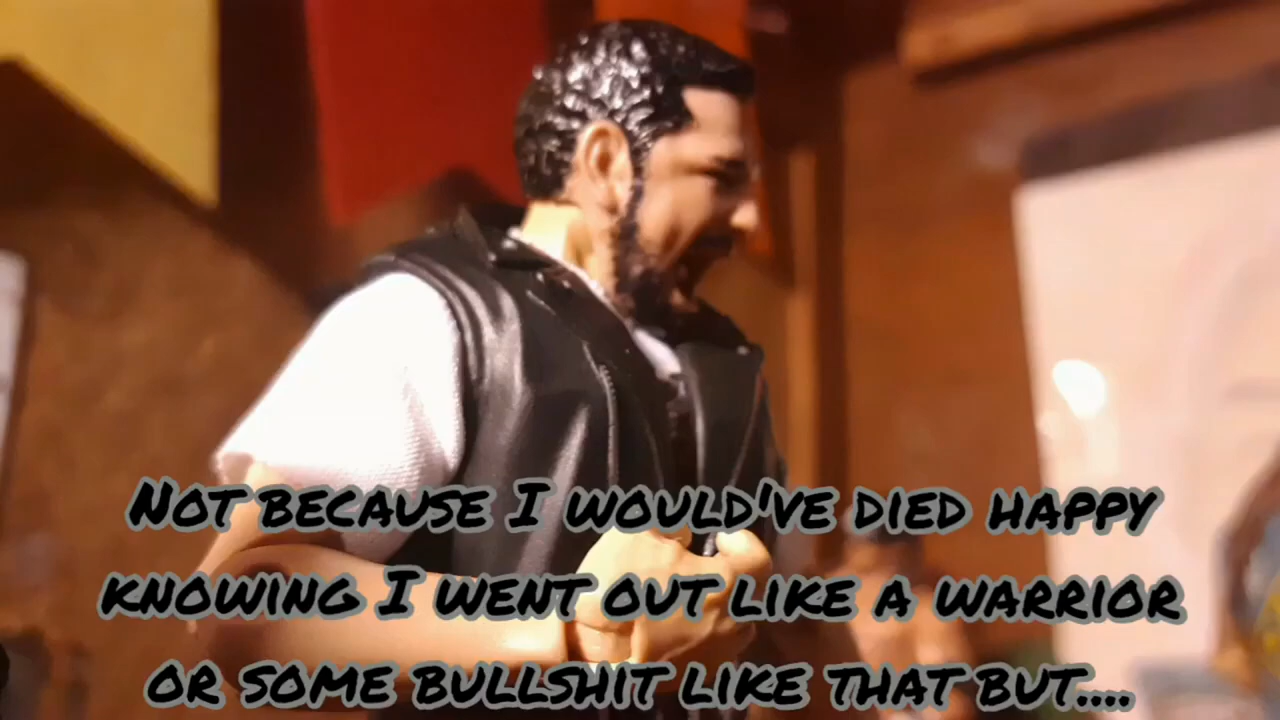 Not because I would've died happy
knowing I went out like a warrior
or some bullshit like that but....